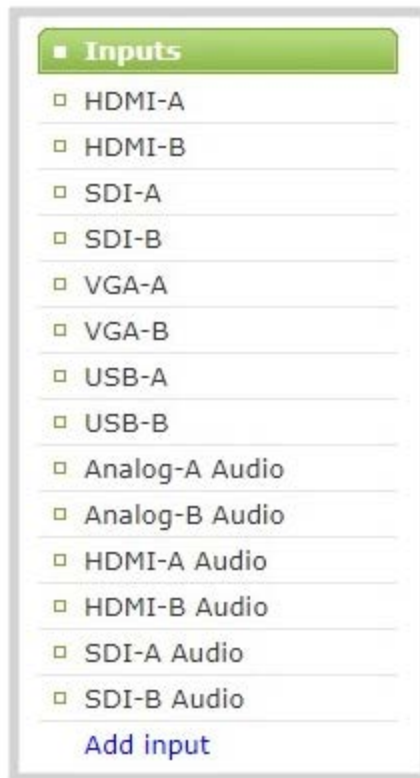 Inputs
HDMI-A
HDMI-B
SDI-A
SDI-B
VGA-A
VGA-B
USB-A
USB-B
Analog-A Audio
Analog-B Audio
HDMI-A Audio
HDMI-B Audio
SDI-A Audio
SDI-B Audio
Add input